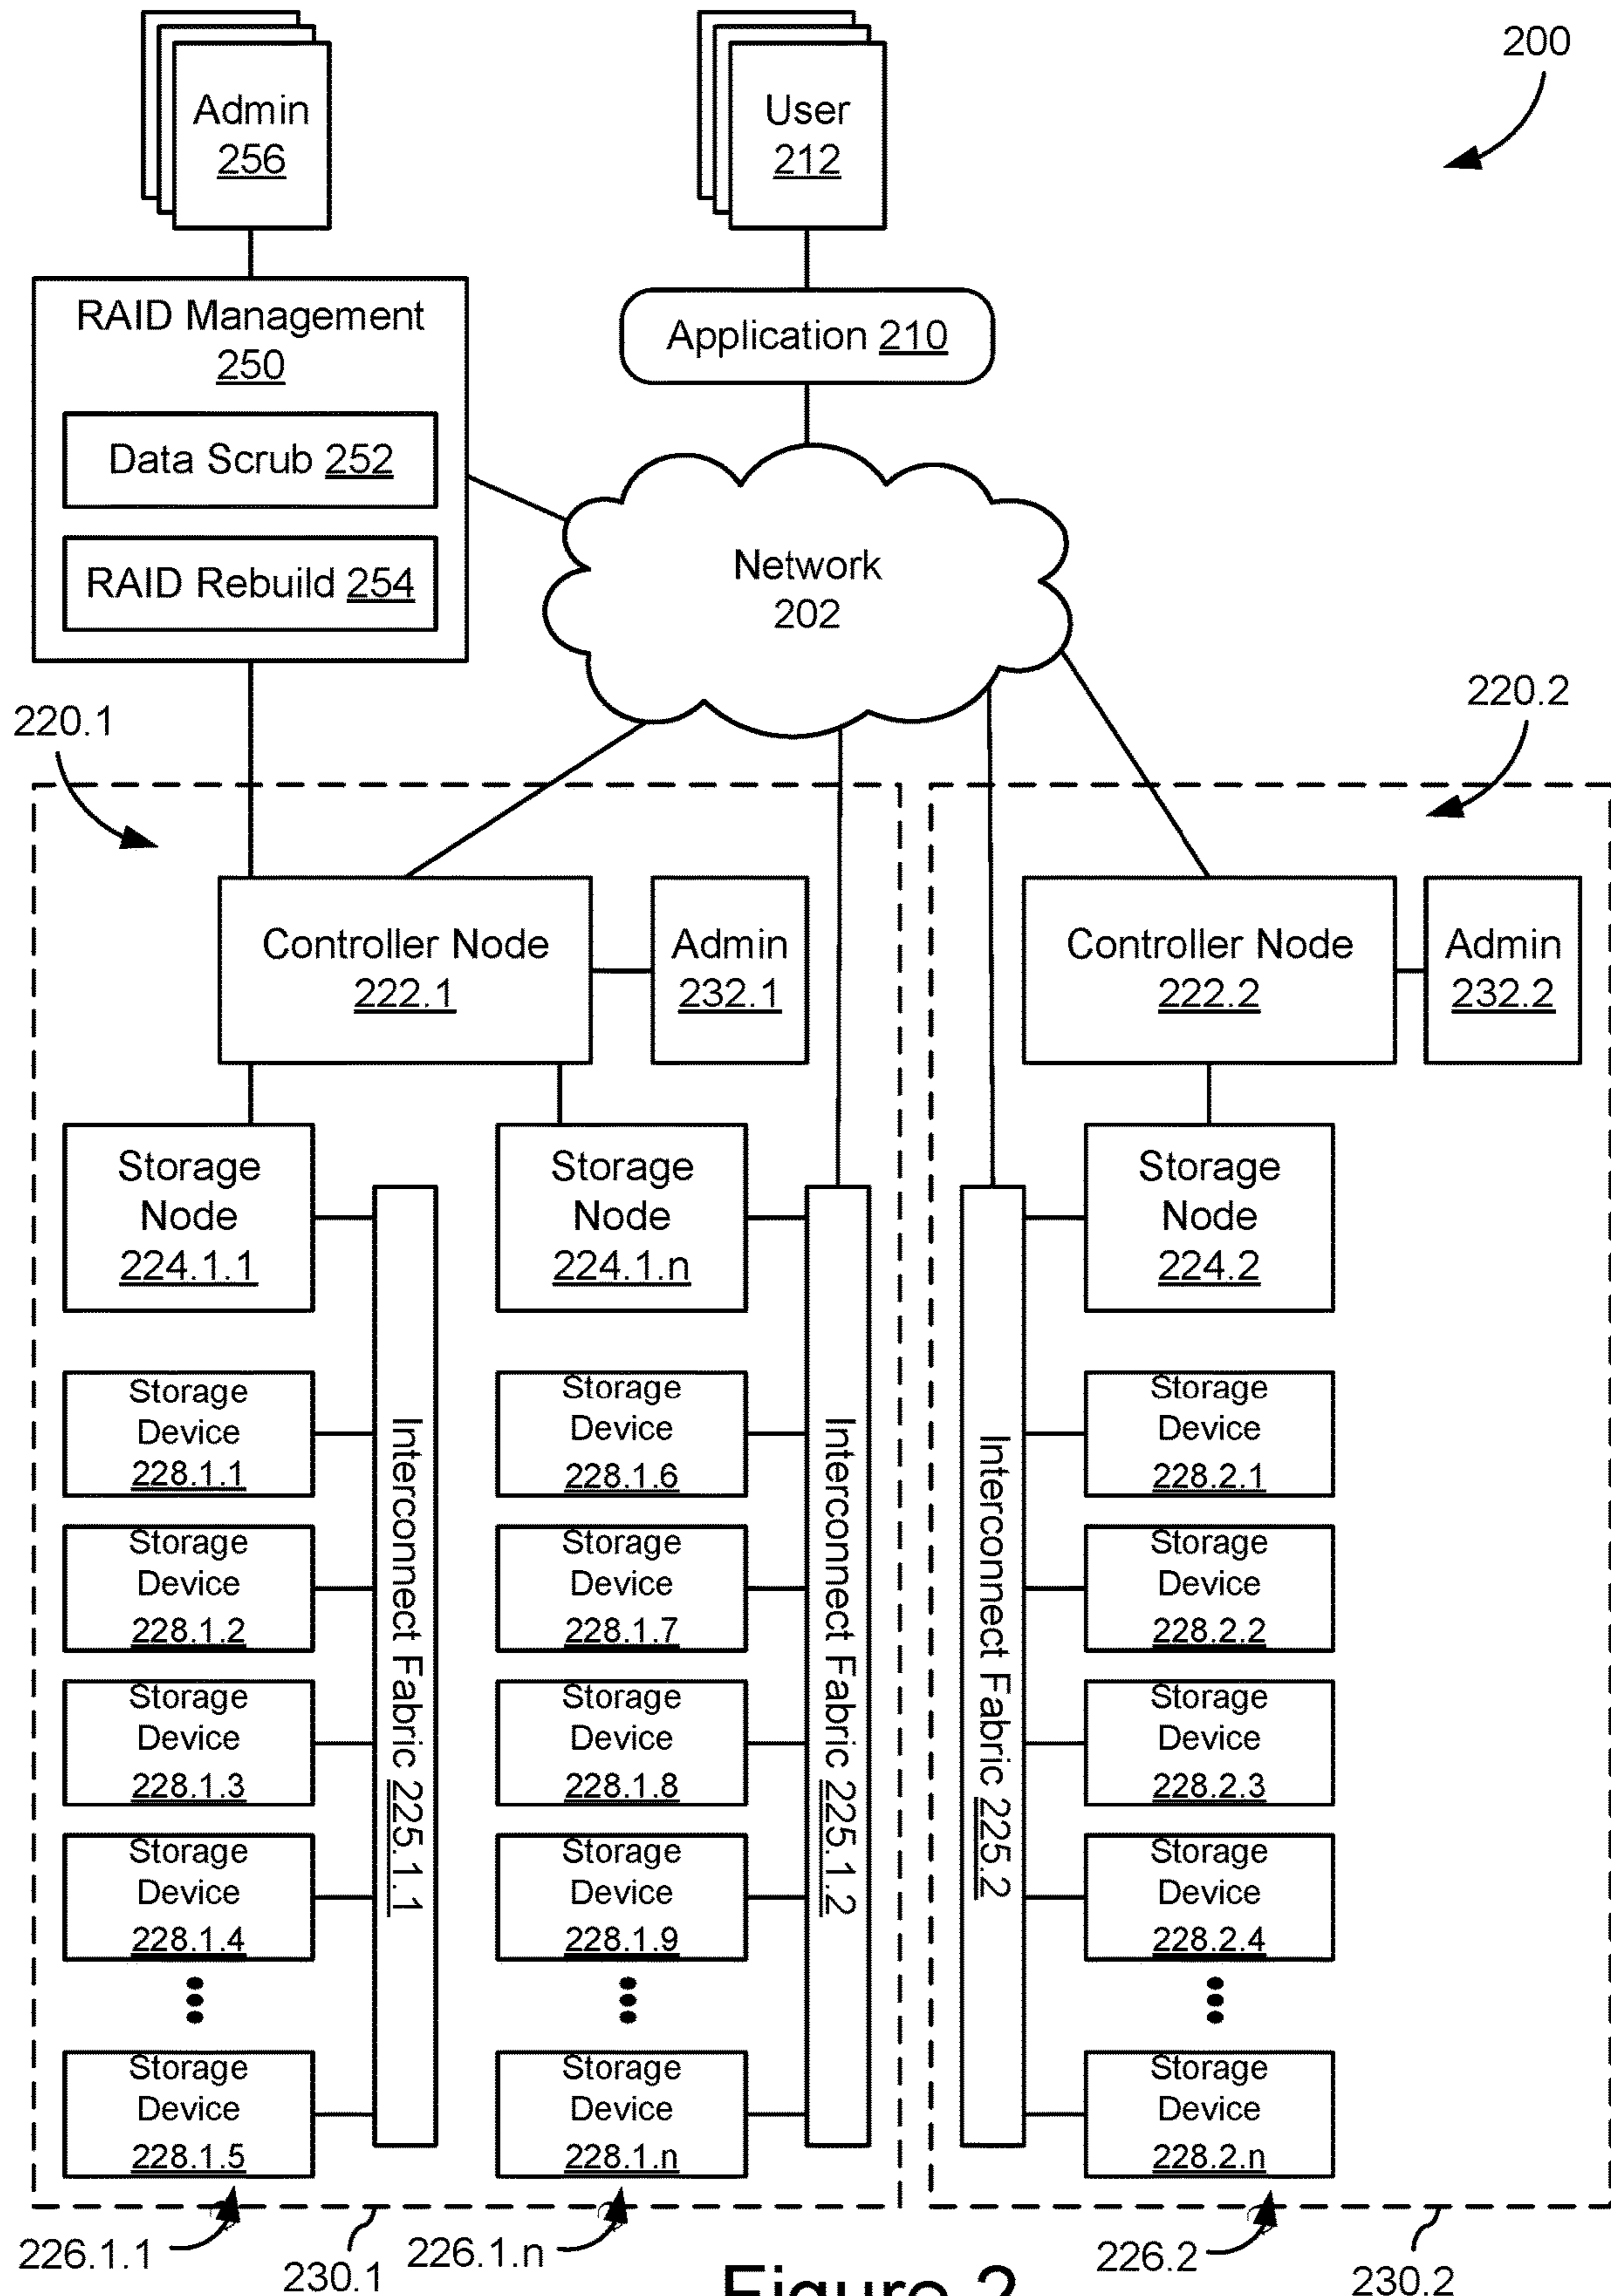 200
Admin
256
User
212
RAID Management
250
Application 210
Data Scrub 252
RAID Rebuild 254
Network
202
220.1
220.2
Controller Node
222.1
Admin
232.1
Controller Node
222.2
Admin
232.2
Storage
Node
224.1.1
Storage
Node
224.1.n
Storage
Node
224.2
Storage
Device
228.1.1
Storage
Device
228.1.2
Storage
Device
228.1.3
Storage
Device
228.1.4
Storage
Device
228.1.5
Interconnect Fabric 225.1.1
Storage
Device
228.1.6
Storage
Device
228.1.7
Storage
Device
228.1.8
Storage
Device
228.1.9
Storage
Device
228.1.n
Interconnect Fabric 225.1.2
Interconnect Fabric 225.2
Storage
Device
228.2.1
Storage
Device
228.2.2
Storage
Device
228.2.3
Storage
Device
228.2.4
Storage
Device
228.2.n
226.1.1
230.1
226.1.n
226.2
230.2
Figure 2